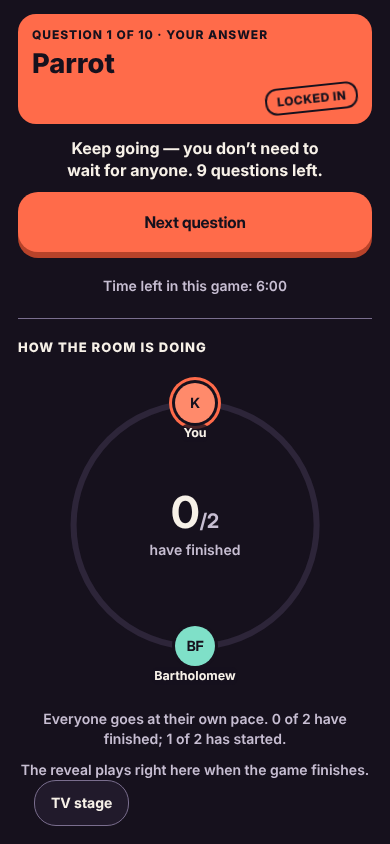 QUESTION 1 OF 10 · YOUR ANSWER
Parrot
LOCKED IN
Keep going — you don’t need to
wait for anyone. 9 questions left.
Next question
Time left in this game: 6:00
HOW THE ROOM IS DOING
K
You
0/2
have finished
BF
Bartholomew
Everyone goes at their own pace. 0 of 2 have
finished; 1 of 2 has started.
The reveal plays right here when the game finishes.
TV stage